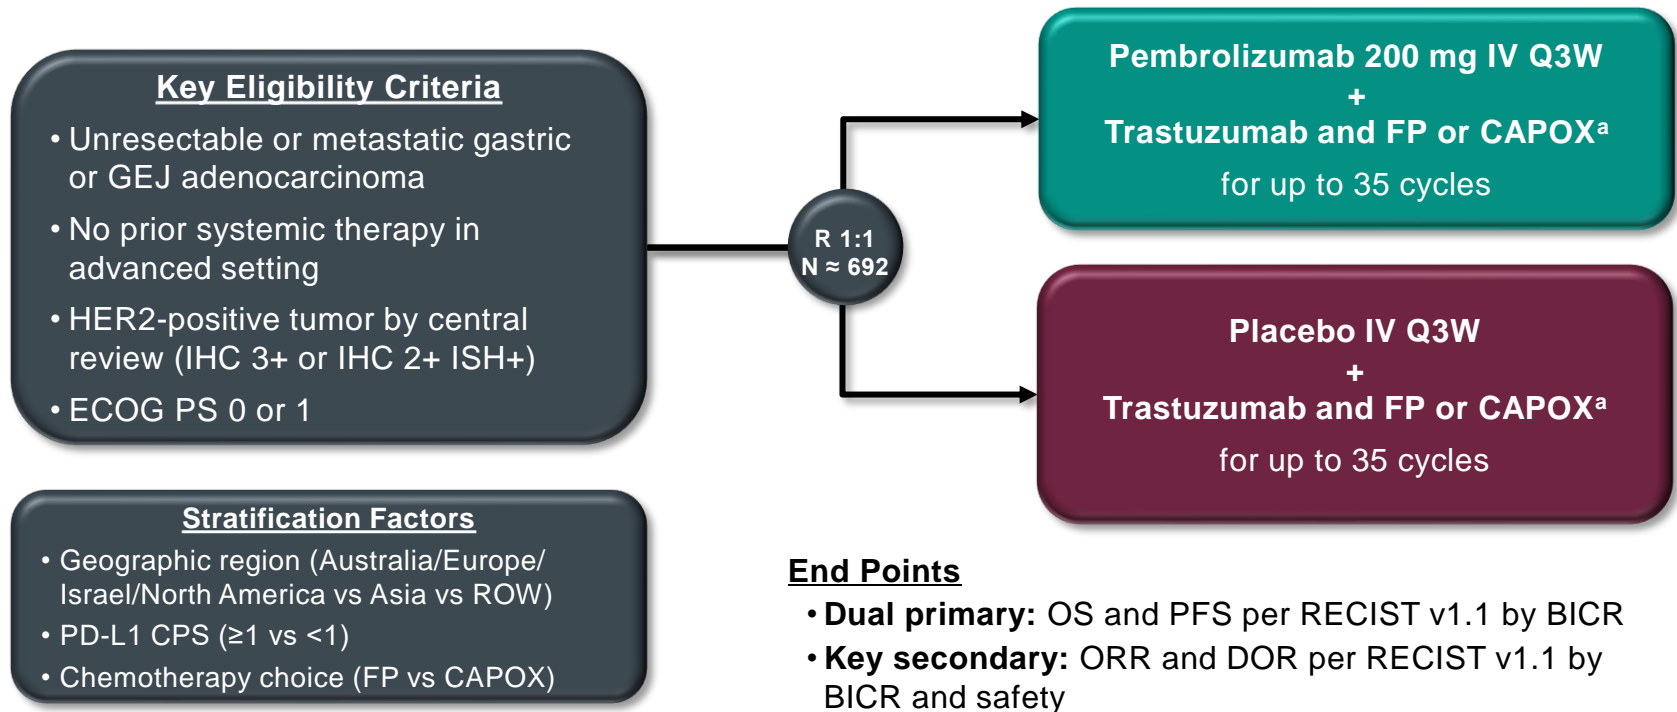 Key Eligibility Criteria
• Unresectable or metastatic gastric
or GEJ adenocarcinoma
• No prior systemic therapy in
advanced setting
• HER2-positive tumor by central
review (IHC 3+ or IHC 2+ ISH+)
• ECOG PS 0 or 1
Stratification Factors
• Geographic region (Australia/Europe/
Israel/North America vs Asia vs ROW)
• PD-L1 CPS (≥1 vs <1)
• Chemotherapy choice (FP vs CAPOX)
R 1:1
N ≈ 692
Pembrolizumab 200 mg IV Q3W
+
Trastuzumab and FP or CAPOXᵃ
for up to 35 cycles
Placebo IV Q3W
+
Trastuzumab and FP or CAPOXᵃ
for up to 35 cycles
End Points
• Dual primary: OS and PFS per RECIST v1.1 by BICR
• Key secondary: ORR and DOR per RECIST v1.1 by
BICR and safety